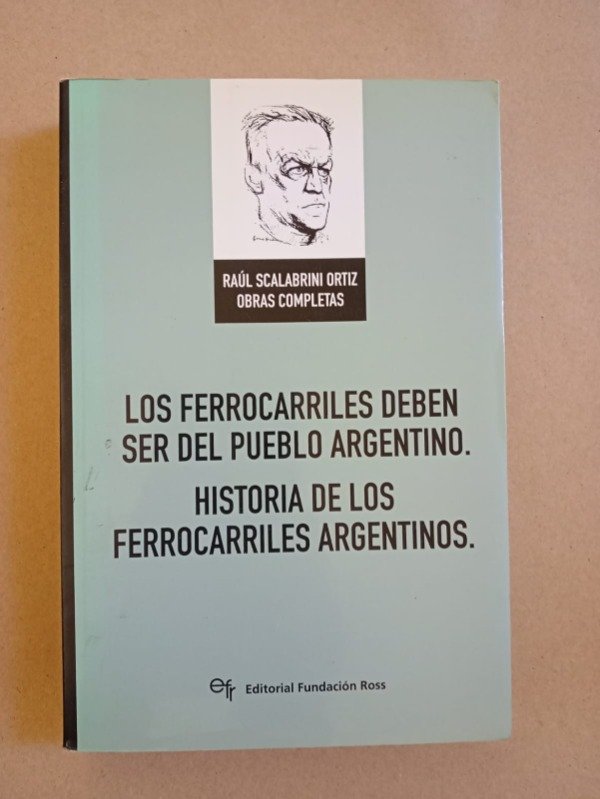 RAÚL SCALABRINI ORTIZ
OBRAS COMPLETAS
LOS FERROCARRILES DEBEN
SER DEL PUEBLO ARGENTINO.
HISTORIA DE LOS
FERROCARRILES ARGENTINOS.
efr Editorial Fundación Ross